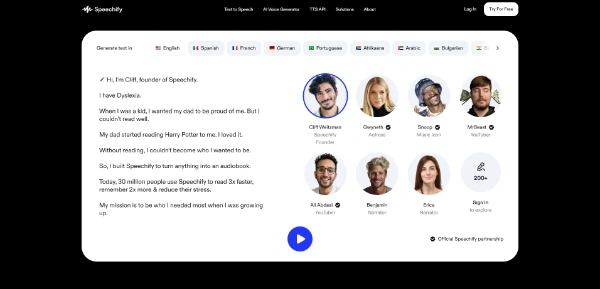 Speechify
Text to Speech
AI Voice Generator
TTS API
Solutions
About
Log In
Try For Free
Generate text in
English
Spanish
French
German
Portuguese
Afrikaans
Arabic
Bulgarian
Hi, I'm Cliff, founder of Speechify.
I have Dyslexia.
When I was a kid, I wanted my dad to be proud of me. But I
couldn't read well.
My dad started reading Harry Potter to me. I loved it.
Without reading, I couldn't become who I wanted to be.
So, I built Speechify to turn anything into an audiobook.
Today, 30 million people use Speechify to read 3x faster,
remember 2x more & reduce their stress.
My mission is to be who I needed most when I was growing
up.
Cliff Weitzman
Speechify
Founder
Gwyneth
Actress
Snoop
Music Icon
MrBeast
YouTuber
Ali Abdaal
YouTuber
Benjamin
Narrator
Erica
Narrator
200+
Sign in
to explore
Official Speechify partnership